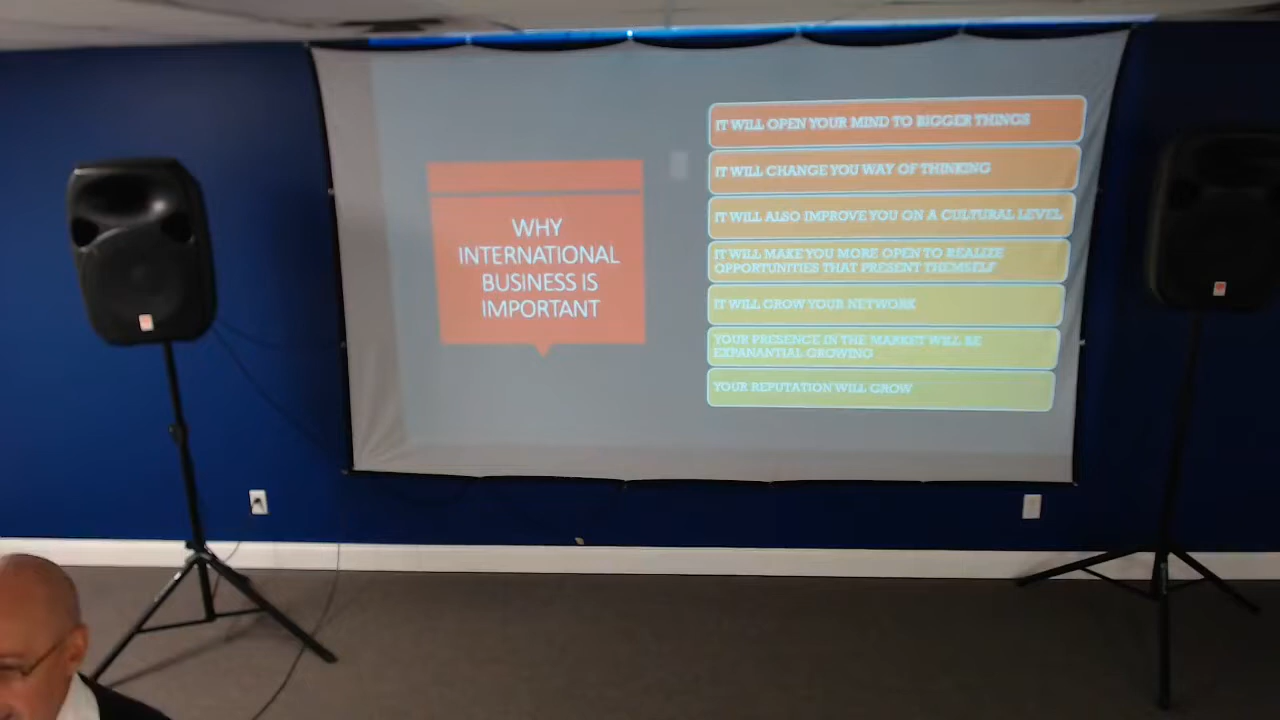 WHY
INTERNATIONAL
BUSINESS IS
IMPORTANT
IT WILL OPEN YOUR MIND TO BIGGER THINGS
IT WILL CHANGE YOU WAY OF THINKING
IT WILL ALSO IMPROVE YOU ON A CULTURAL LEVEL
IT WILL MAKE YOU MORE OPEN TO REALIZE
OPPORTUNITIES THAT PRESENT THEMSELF
IT WILL GROW YOUR NETWORK
YOUR PRESENCE IN THE MARKET WILL BE
EXPANANTIAL GROWING
YOUR REPUTATION WILL GROW